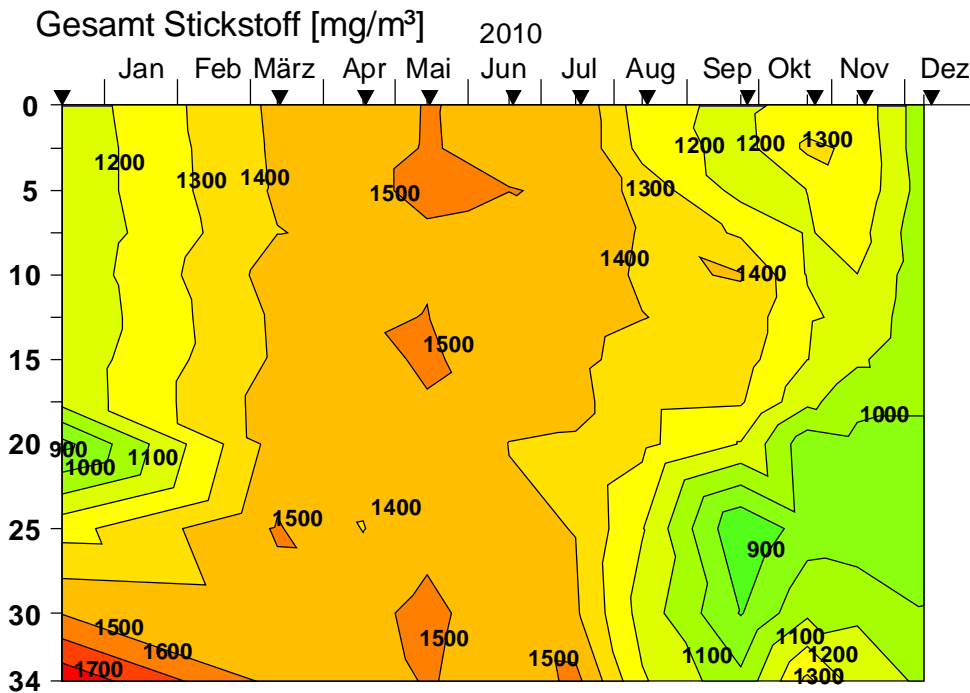 Gesamt Stickstoff [mg/m³] 2010
Jan Feb März Apr Mai Jun Jul Aug Sep Okt Nov Dez
0
1200 1300 1400 1500 1300 1200 1200 1300
5
10
1400 1400
15
1500
20
900 1000 1100 1000
25
1500 1400 900
30
1500 1600 1700 1500 1500 1100 1100 1200 1300
34